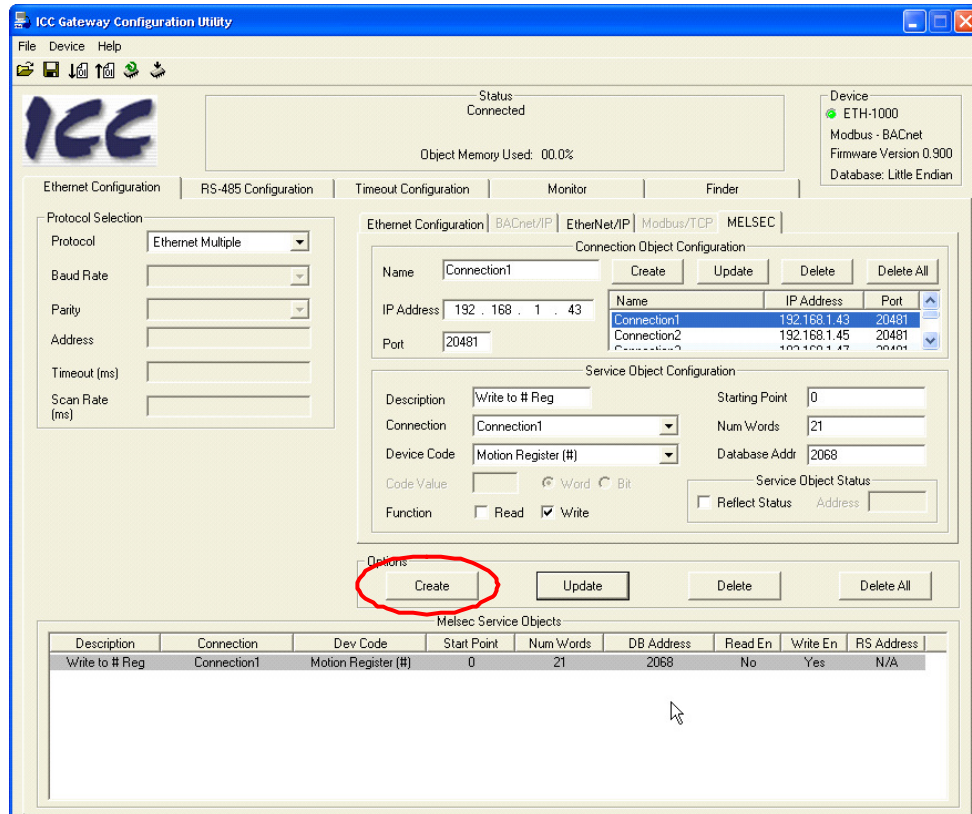 ICC Gateway Configuration Utility
File Device Help
ICC
Status
Connected
Object Memory Used: 00.0%
Device
ETH-1000
Modbus - BACnet
Firmware Version 0.900
Database: Little Endian
Ethernet Configuration RS-485 Configuration Timeout Configuration Monitor Finder
Protocol Selection
Protocol Ethernet Multiple
Baud Rate
Parity
Address
Timeout (ms)
Scan Rate
(ms)
Ethernet Configuration BACnet/IP EtherNet/IP Modbus/TCP MELSEC
Connection Object Configuration
Name Connection1 Create Update Delete Delete All
IP Address 192 . 168 . 1 . 43
Port 20481
Name IP Address Port
Connection1 192.168.1.43 20481
Connection2 192.168.1.45 20481
Connection3 192.168.1.47 20481
Service Object Configuration
Description Write to # Reg Starting Point 0
Connection Connection1 Num Words 21
Device Code Motion Register (#) Database Addr 2068
Code Value Word Bit
Function Read Write
Service Object Status
Reflect Status Address
Options
Create Update Delete Delete All
Melsec Service Objects
Description Connection Dev Code Start Point Num Words DB Address Read En Write En RS Address
Write to # Reg Connection1 Motion Register (#) 0 21 2068 No Yes N/A